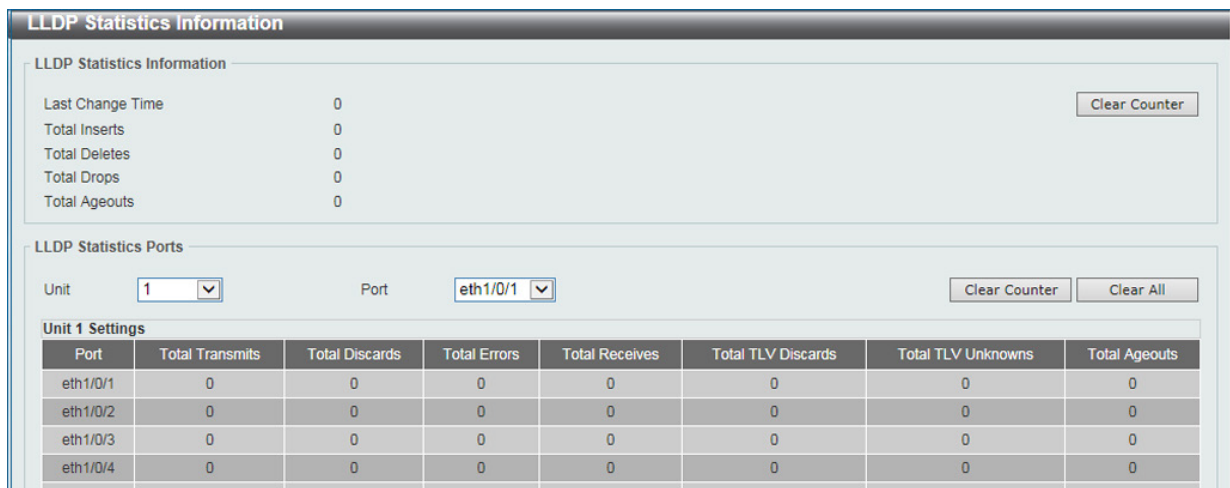 LLDP Statistics Information
LLDP Statistics Information
Last Change Time 0 Clear Counter
Total Inserts 0
Total Deletes 0
Total Drops 0
Total Ageouts 0
LLDP Statistics Ports
Unit 1 Port eth1/0/1 Clear Counter Clear All
Unit 1 Settings
Port Total Transmits Total Discards Total Errors Total Receives Total TLV Discards Total TLV Unknowns Total Ageouts
eth1/0/1 0 0 0 0 0 0 0
eth1/0/2 0 0 0 0 0 0 0
eth1/0/3 0 0 0 0 0 0 0
eth1/0/4 0 0 0 0 0 0 0